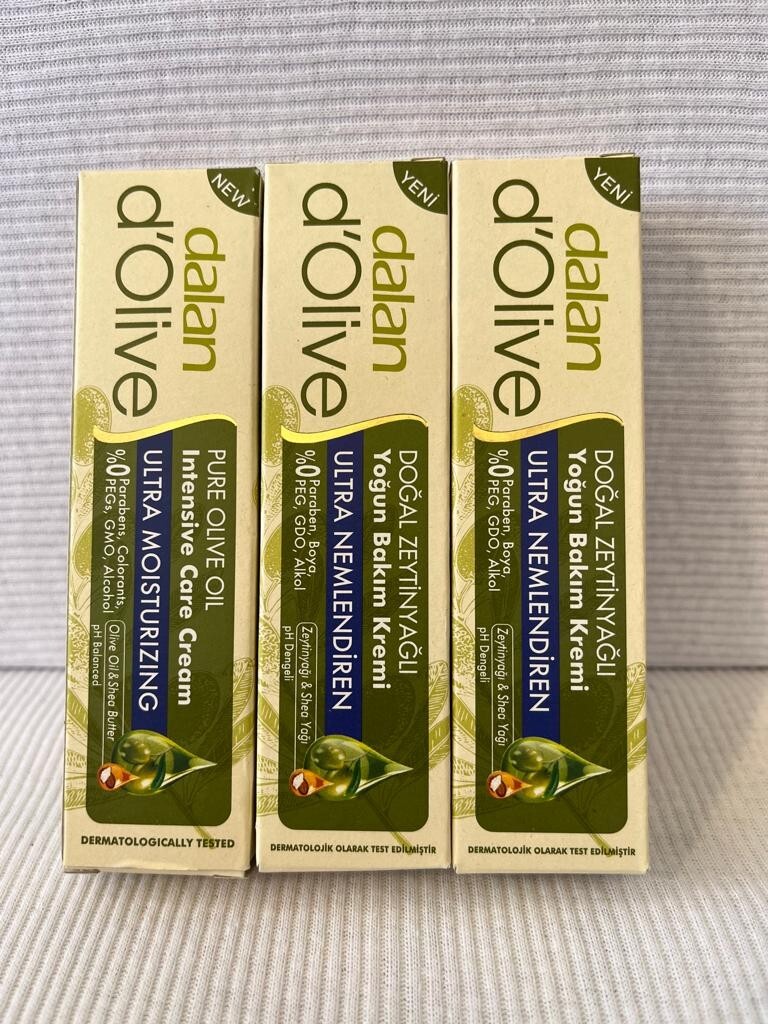 NEW
dalan
d'Olive
PURE OLIVE OIL
Intensive Care Cream
ULTRA MOISTURIZING
%0 Parabens, Colorants,
PEGs, GMO, Alcohol
Olive Oil & Shea Butter
pH Balanced
DERMATOLOGICALLY TESTED
YENİ
dalan
d'Olive
DOĞAL ZEYTİNYAĞLI
Yoğun Bakım Kremi
ULTRA NEMLENDİREN
%0 Paraben, Boya,
PEG, GDO, Alkol
Zeytinyağı & Shea Yağı
pH Dengeli
DERMATOLOJİK OLARAK TEST EDİLMİŞTİR
YENİ
dalan
d'Olive
DOĞAL ZEYTİNYAĞLI
Yoğun Bakım Kremi
ULTRA NEMLENDİREN
%0 Paraben, Boya,
PEG, GDO, Alkol
Zeytinyağı & Shea Yağı
pH Dengeli
DERMATOLOJİK OLARAK TEST EDİLMİŞTİR